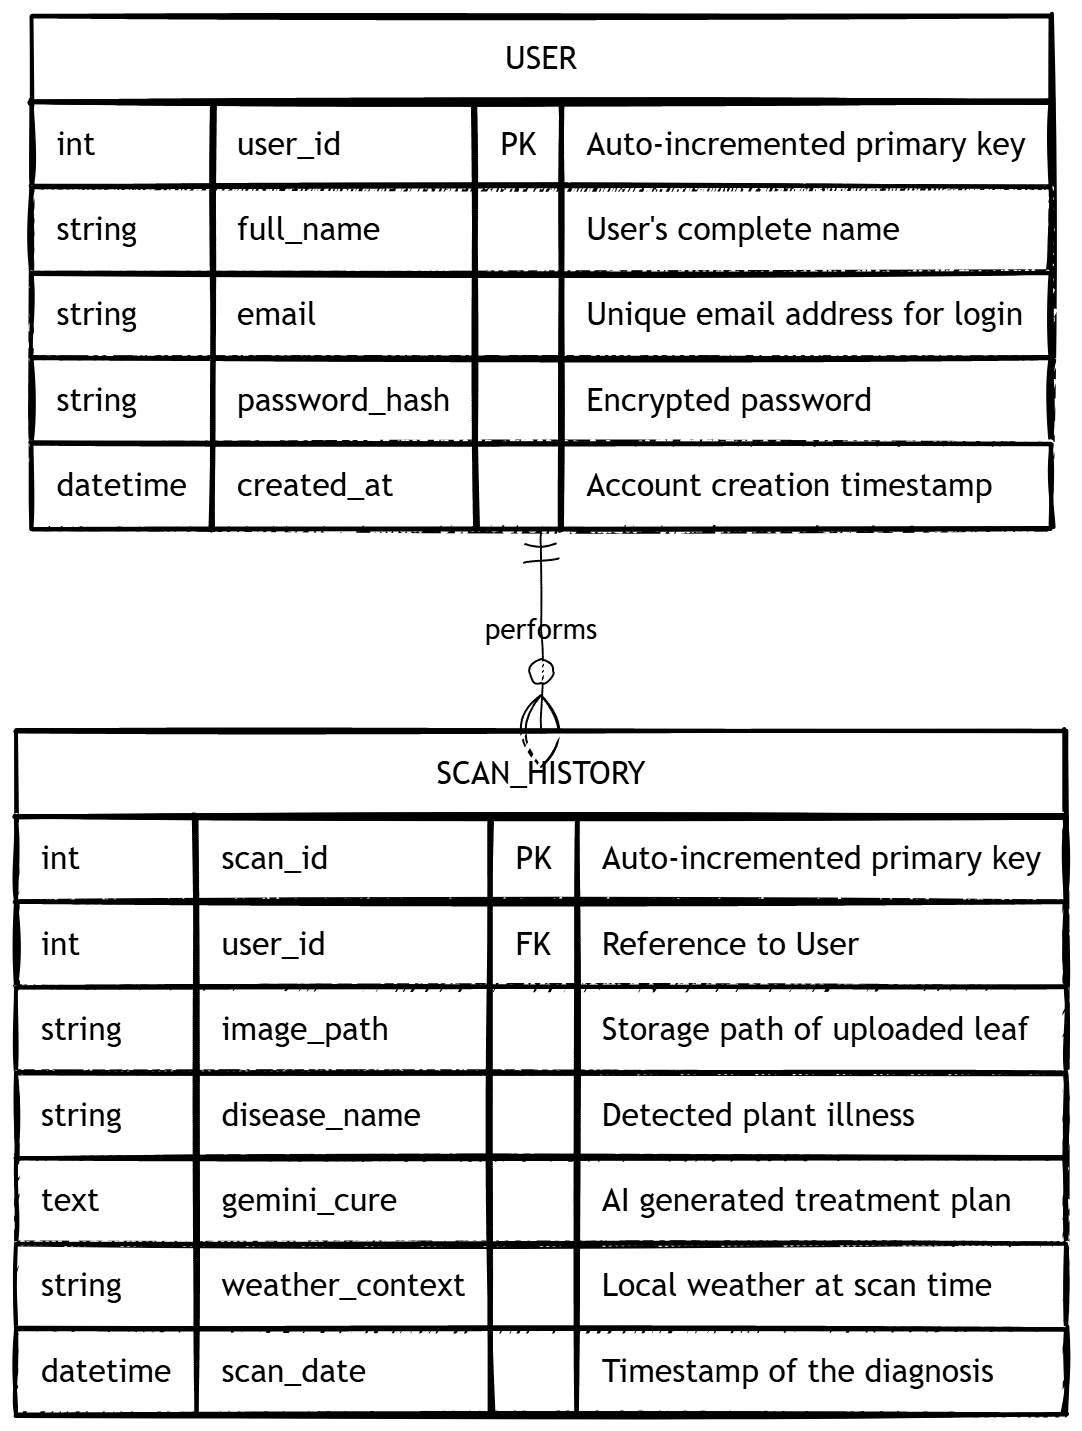 USER
int user_id PK Auto-incremented primary key
string full_name User's complete name
string email Unique email address for login
string password_hash Encrypted password
datetime created_at Account creation timestamp
performs
SCAN_HISTORY
int scan_id PK Auto-incremented primary key
int user_id FK Reference to User
string image_path Storage path of uploaded leaf
string disease_name Detected plant illness
text gemini_cure AI generated treatment plan
string weather_context Local weather at scan time
datetime scan_date Timestamp of the diagnosis